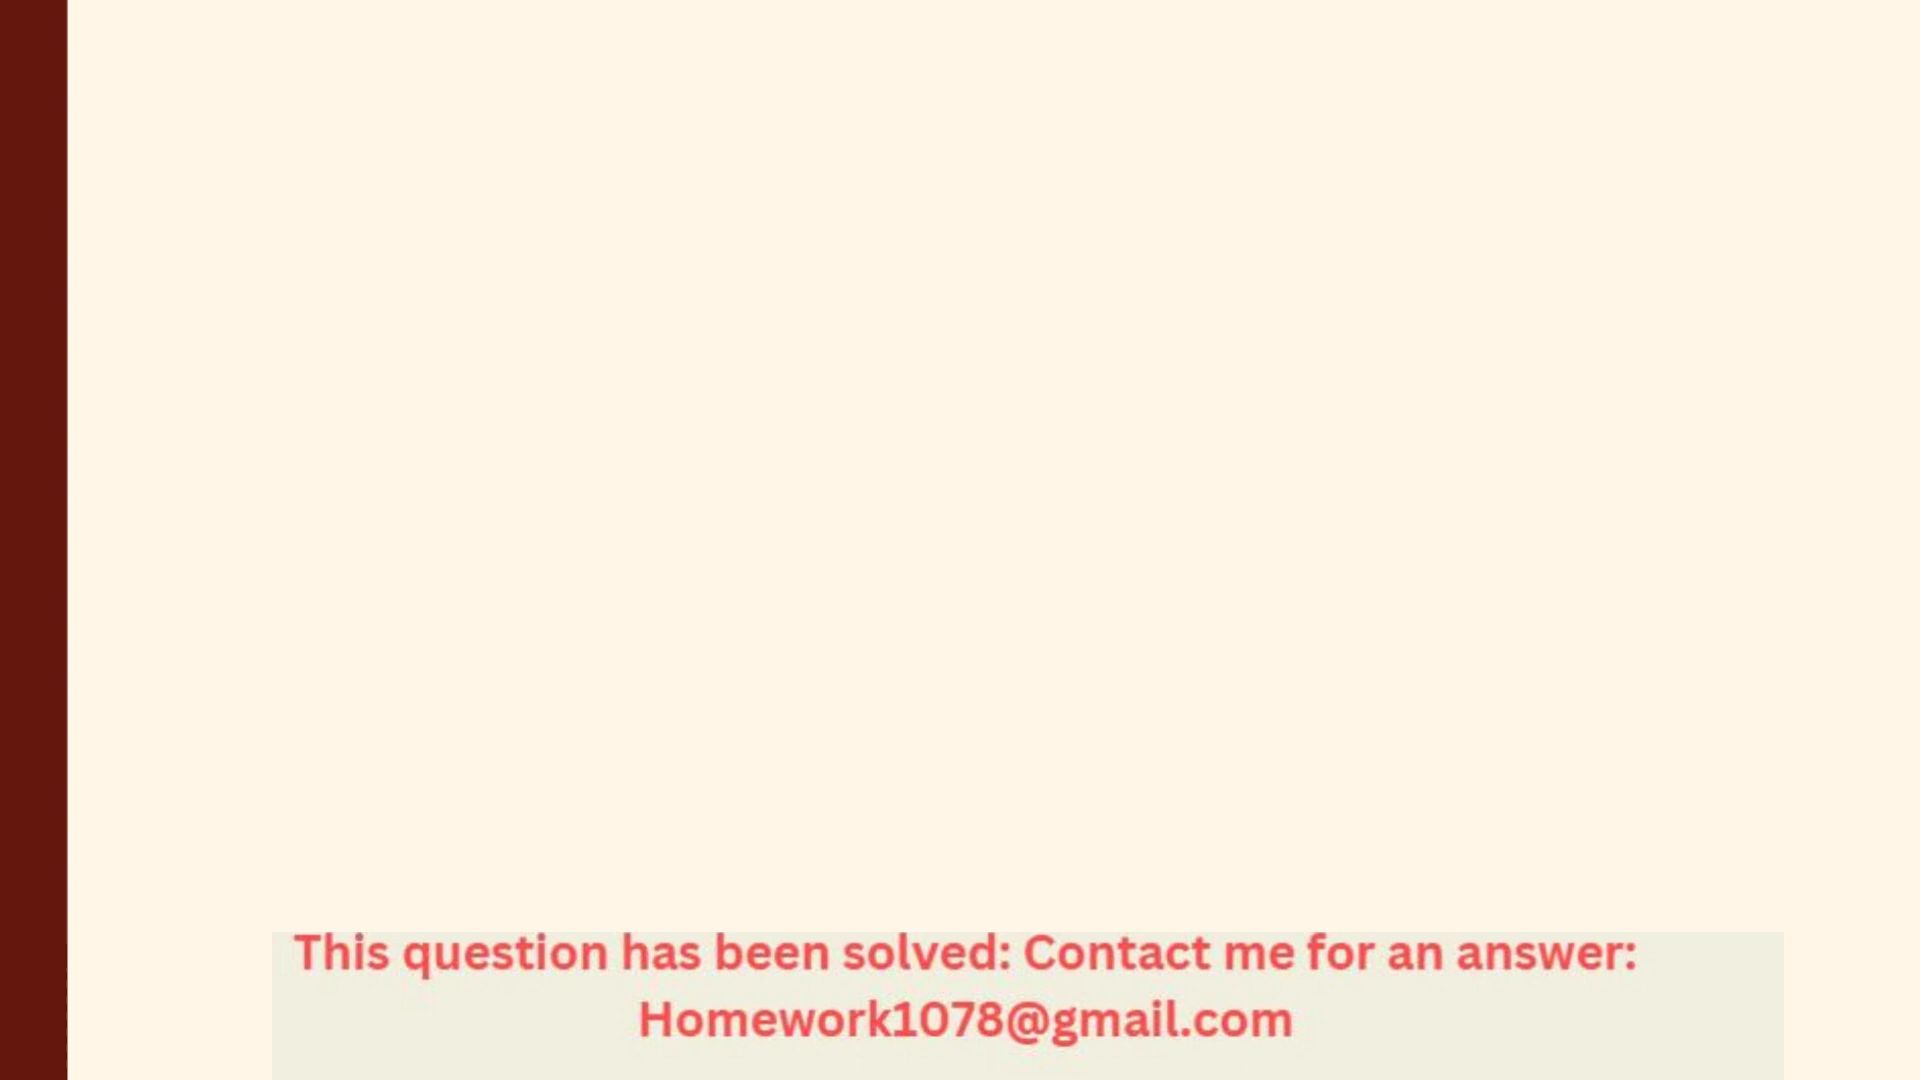 This question has been solved: Contact me for an answer:
Homework1078@gmail.com